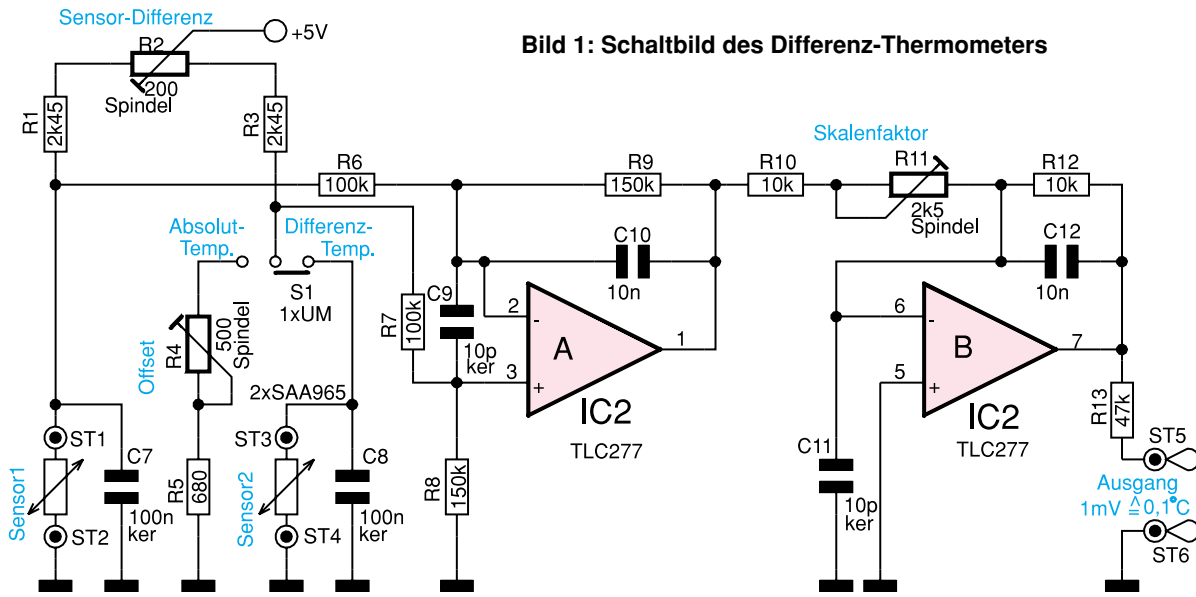 Sensor-Differenz
+5V
Bild 1: Schaltbild des Differenz-Thermometers
R2
200
Spindel
R1
2k45
R3
2k45
R6
100k
R9
150k
R10
10k
Skalenfaktor
R11
2k5
Spindel
R12
10k
Absolut-
Temp.
Differenz-
Temp.
S1
1xUM
C10
10n
C12
10n
Offset
R4
500
Spindel
R7
100k
C9
10p
ker
2
-
3
+
A
1
IC2
TLC277
6
-
5
+
B
7
IC2
TLC277
2xSAA965
ST1
C7
100n
ker
Sensor1
ST2
R5
680
ST3
C8
100n
ker
Sensor2
ST4
R8
150k
C11
10p
ker
R13
47k
ST5
Ausgang
1mV ≙ 0,1°C
ST6